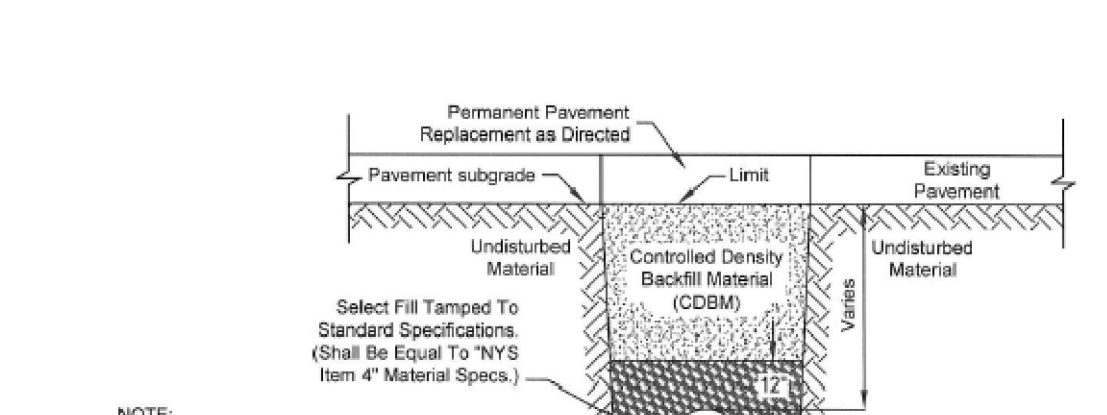 Permanent Pavement
Replacement as Directed
Pavement subgrade
Limit
Existing
Pavement
Undisturbed
Material
Controlled Density
Backfill Material
(CDBM)
Undisturbed
Material
Varies
Select Fill Tamped To
Standard Specifications.
(Shall Be Equal To "NYS
Item 4" Material Specs.)
12"
NOTE: